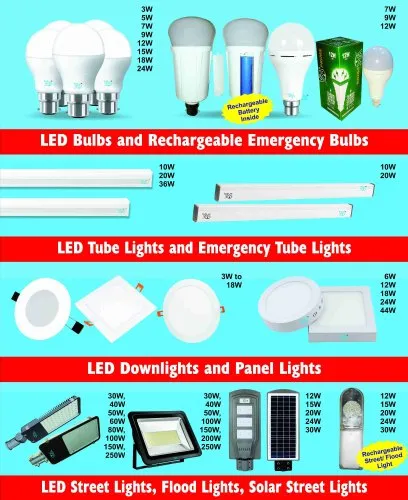 3W
7W
9W
12W
15W
18W
24W
7W
9W
12W
Rechargeable
Battery
Inside
LED Bulbs and Rechargeable Emergency Bulbs
10W
20W
36W
10W
20W
LED Tube Lights and Emergency Tube Lights
3W to
18W
6W
12W
18W
24W
44W
LED Downlights and Panel Lights
30W,
40W
50W,
60W
80W,
100W
150W,
250W
30W,
40W
50W,
100W
150W,
200W
250W
12W
15W
20W
24W
30W
12W
15W
20W
24W
30W
Rechargeable
Street/ Flood
Light
LED Street Lights, Flood Lights, Solar Street Lights